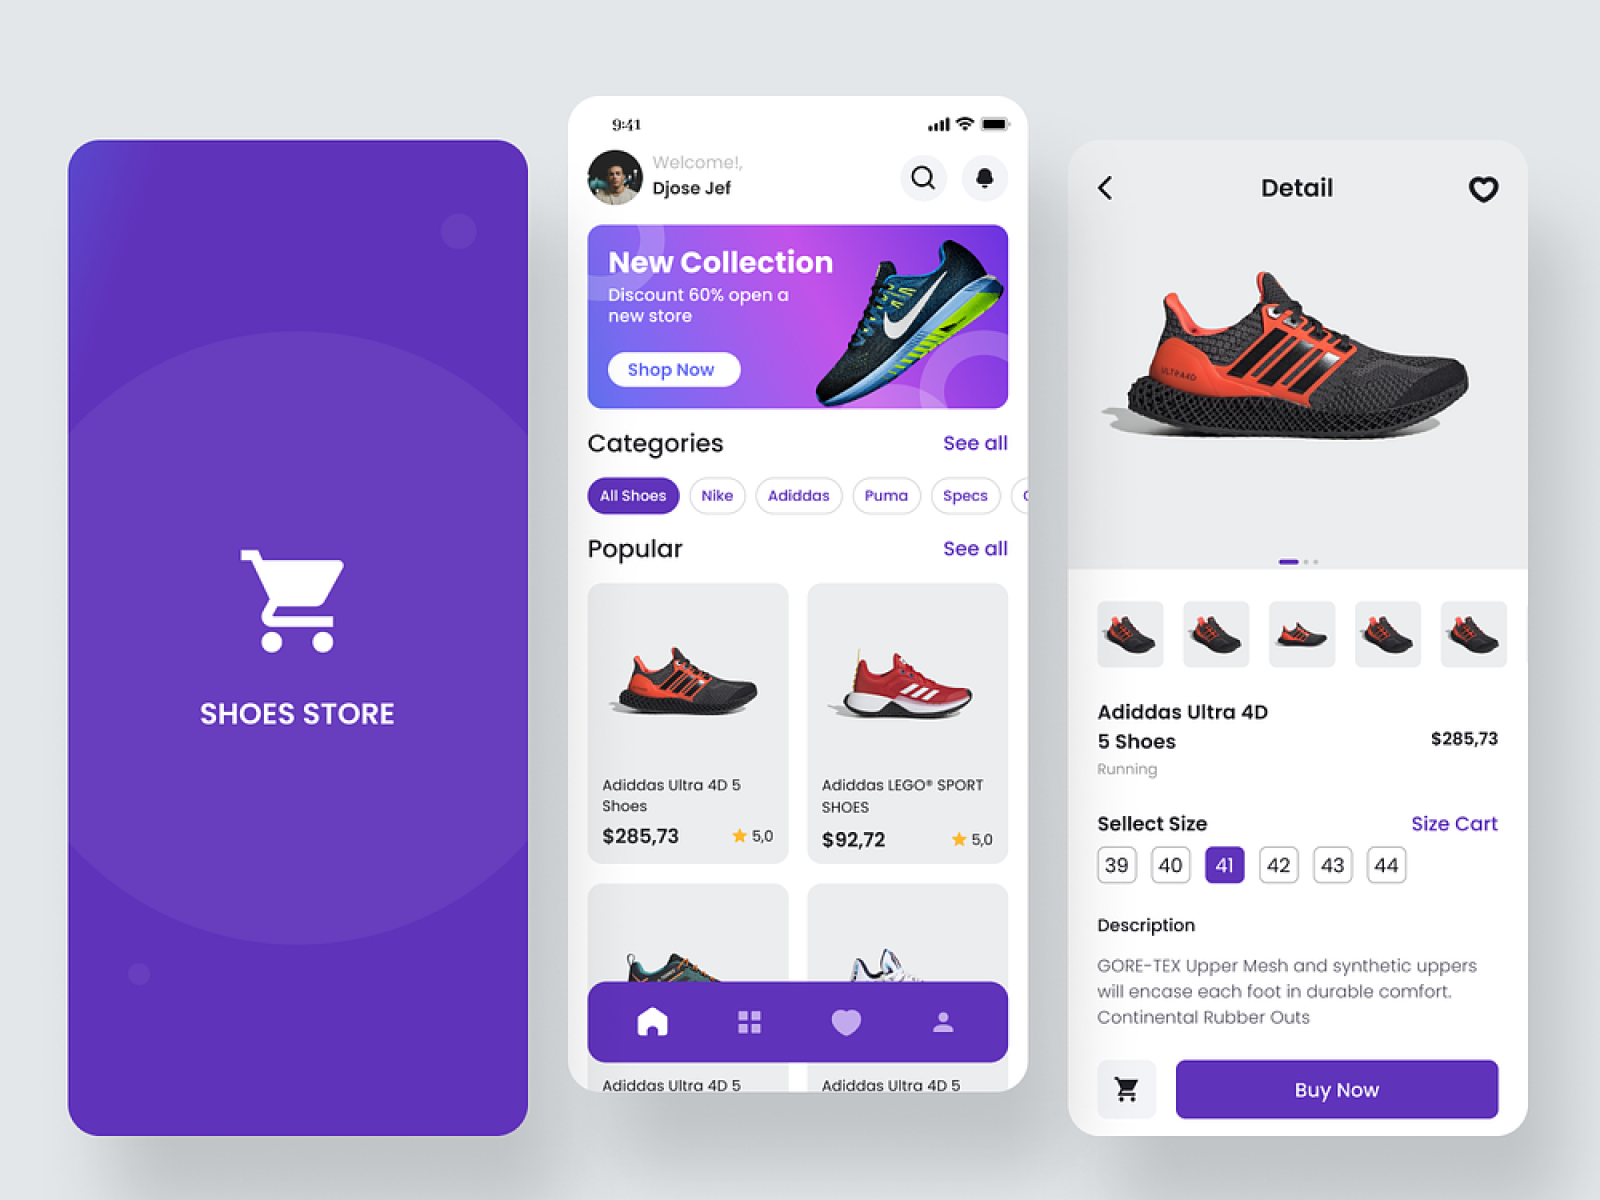 SHOES STORE
9:41
Welcome!,
Djose Jef
New Collection
Discount 60% open a
new store
Shop Now
Categories
See all
All Shoes
Nike
Adiddas
Puma
Specs
Popular
See all
Adiddas Ultra 4D 5
Shoes
$285,73
5,0
Adiddas LEGO® SPORT
SHOES
$92,72
5,0
Adiddas Ultra 4D 5
Adiddas Ultra 4D 5
Detail
ULTRA4D
Adiddas Ultra 4D
5 Shoes
$285,73
Running
Sellect Size
Size Cart
39
40
41
42
43
44
Description
GORE-TEX Upper Mesh and synthetic uppers
will encase each foot in durable comfort.
Continental Rubber Outs
Buy Now